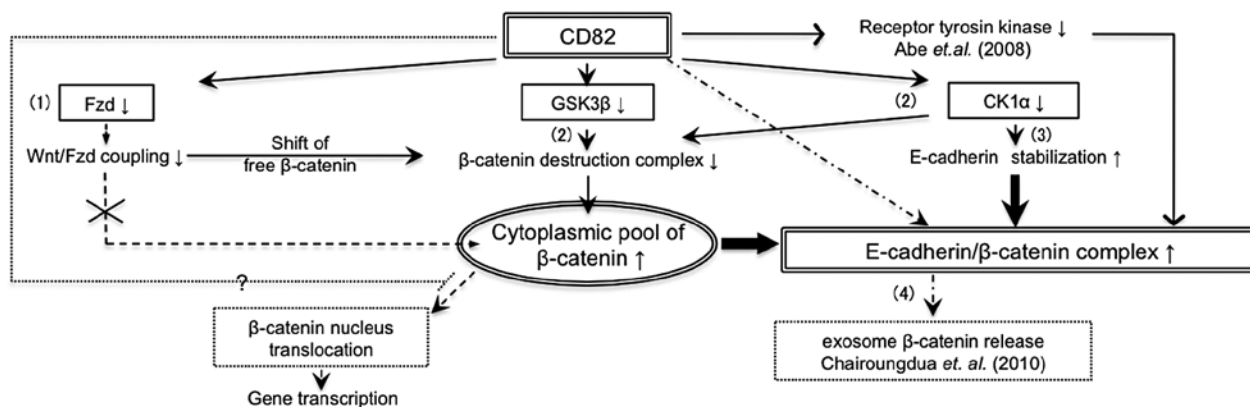 CD82
Receptor tyrosin kinase ↓
Abe et.al. (2008)
(1)
Fzd ↓
GSK3β ↓
(2)
CK1α ↓
(2)
(3)
Wnt/Fzd coupling ↓
Shift of
free β-catenin
β-catenin destruction complex ↓
E-cadherin stabilization ↑
Cytoplasmic pool of
β-catenin ↑
E-cadherin/β-catenin complex ↑
?
(4)
β-catenin nucleus
translocation
exosome β-catenin release
Chairoungdua et. al. (2010)
Gene transcription